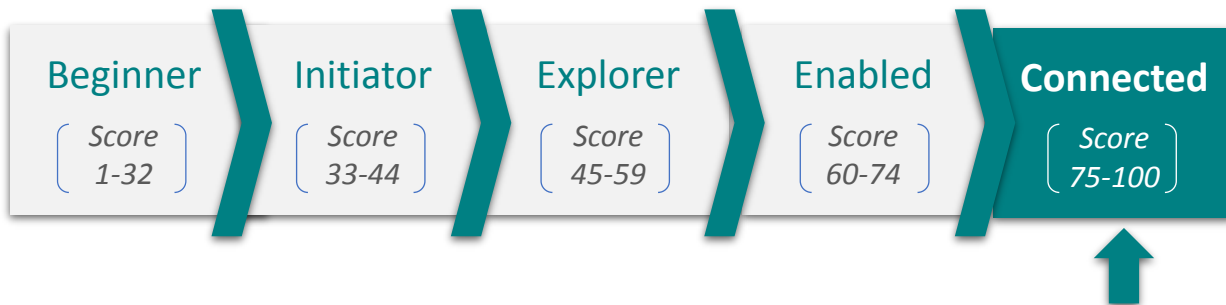 Beginner
Score
1-32
Initiator
Score
33-44
Explorer
Score
45-59
Enabled
Score
60-74
Connected
Score
75-100